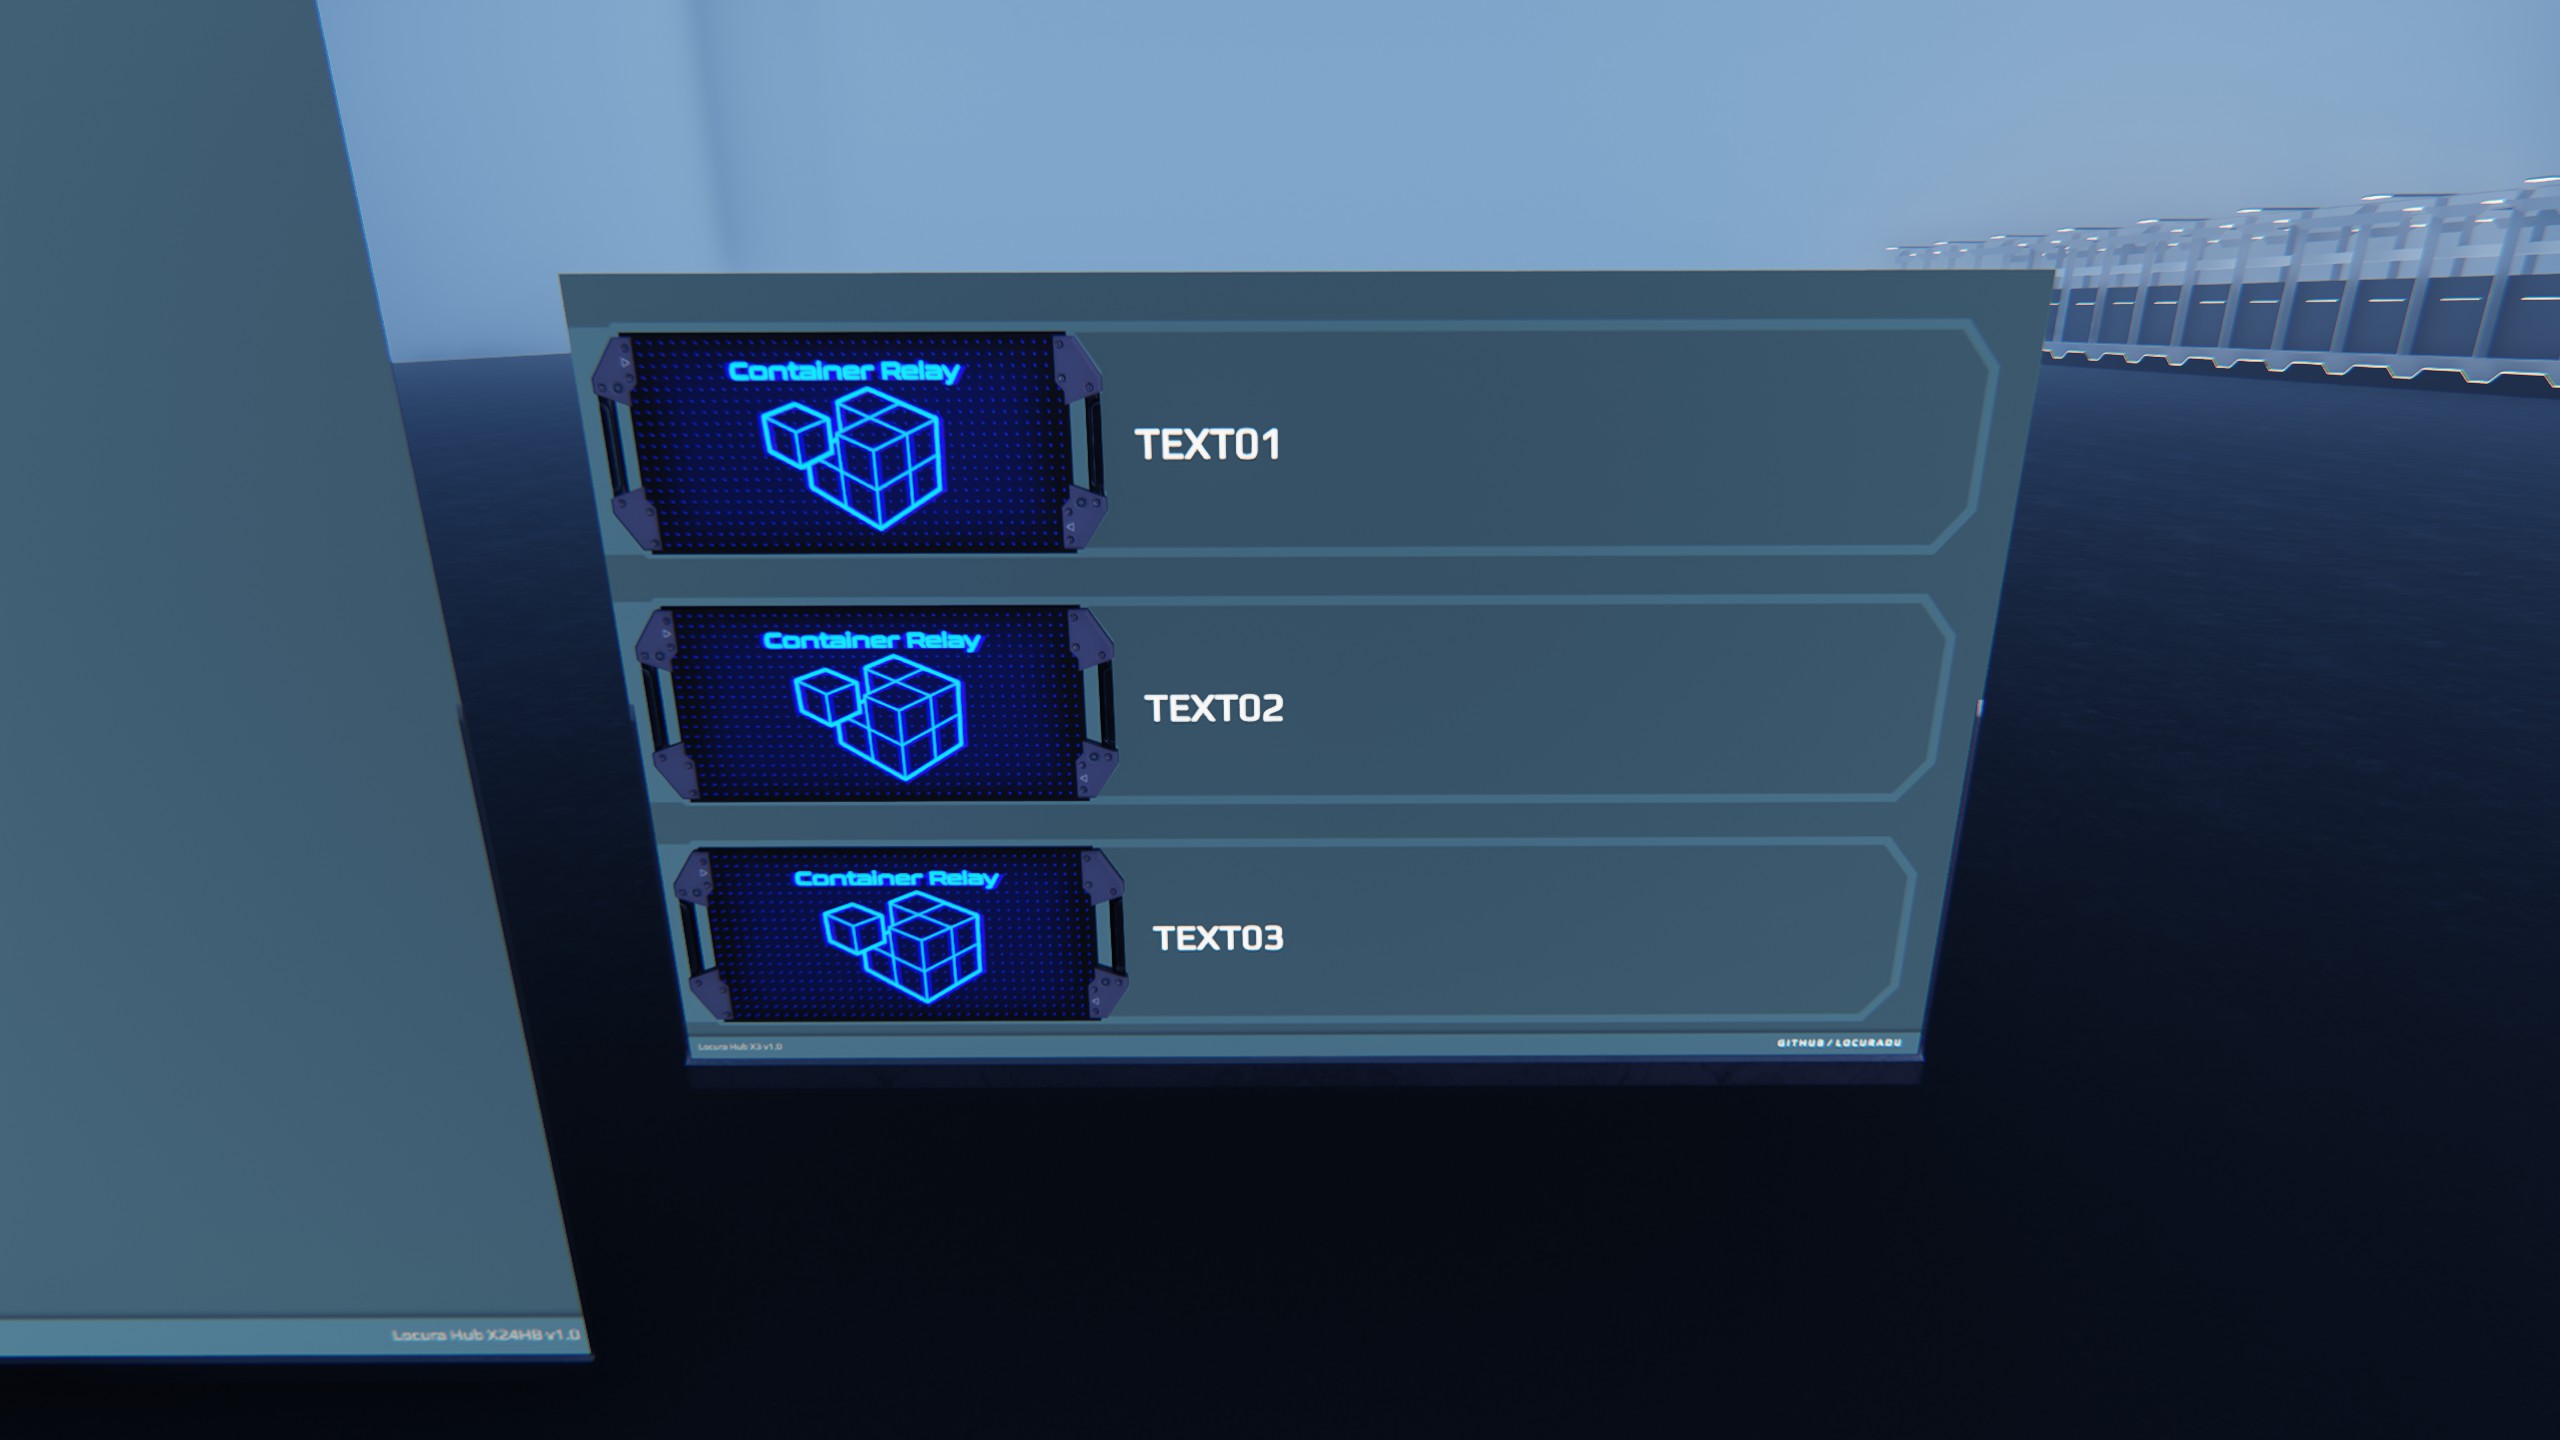 Container Relay
TEXT01
Container Relay
TEXT02
Container Relay
TEXT03
Locura Hub X3 v1.0
GITHUB / LOCURADU
Locura Hub X24HB v1.0